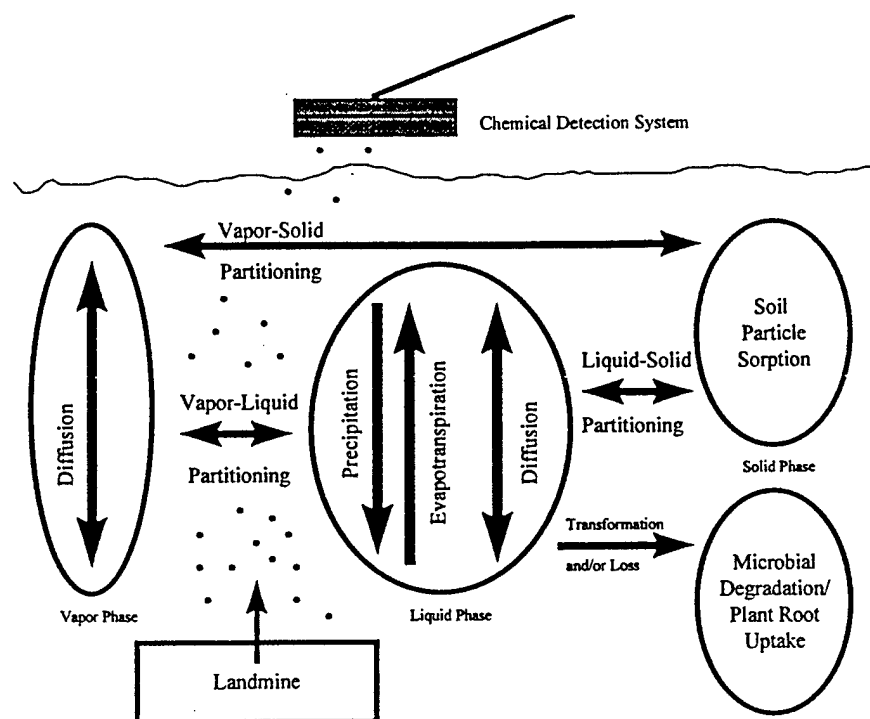 Chemical Detection System
Vapor-Solid
Partitioning
Diffusion
Vapor Phase
Vapor-Liquid
Partitioning
Precipitation
Evapotranspiration
Diffusion
Liquid Phase
Liquid-Solid
Partitioning
Soil
Particle
Sorption
Solid Phase
Transformation
and/or Loss
Microbial
Degradation/
Plant Root
Uptake
Landmine